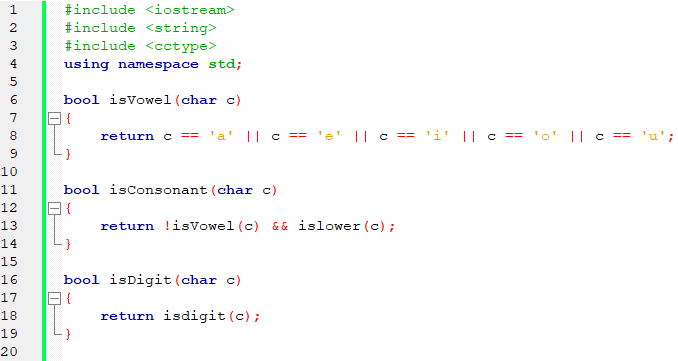 1 #include <iostream>
2 #include <string>
3 #include <cctype>
4 using namespace std;
5
6 bool isVowel(char c)
7 {
8     return c == 'a' || c == 'e' || c == 'i' || c == 'o' || c == 'u';
9 }
10
11 bool isConsonant(char c)
12 {
13     return !isVowel(c) && islower(c);
14 }
15
16 bool isDigit(char c)
17 {
18     return isdigit(c);
19 }
20